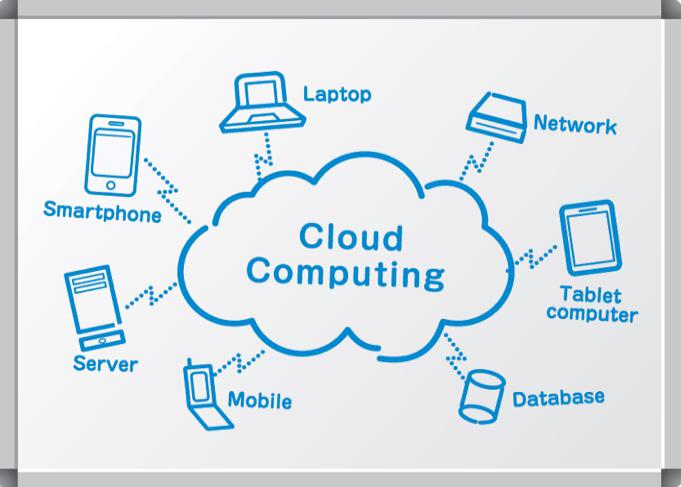 Laptop
Network
Smartphone
Cloud
Computing
Tablet
computer
Server
Mobile
Database